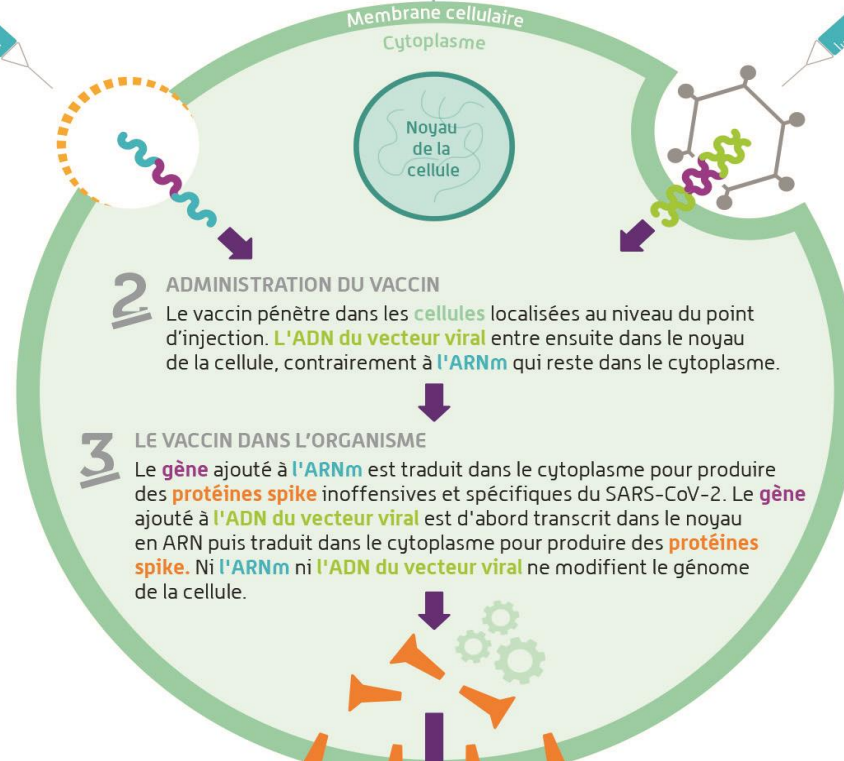 Membrane cellulaire
Cytoplasme
Noyau
de la
cellule
2 ADMINISTRATION DU VACCIN
Le vaccin pénètre dans les cellules localisées au niveau du point
d'injection. L'ADN du vecteur viral entre ensuite dans le noyau
de la cellule, contrairement à l'ARNm qui reste dans le cytoplasme.
3 LE VACCIN DANS L'ORGANISME
Le gène ajouté à l'ARNm est traduit dans le cytoplasme pour produire
des protéines spike inoffensives et spécifiques du SARS-CoV-2. Le gène
ajouté à l'ADN du vecteur viral est d'abord transcrit dans le noyau
en ARN puis traduit dans le cytoplasme pour produire des protéines
spike. Ni l'ARNm ni l'ADN du vecteur viral ne modifient le génome
de la cellule.